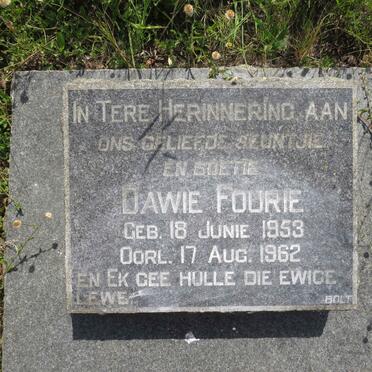 IN TERE HERINNERING AAN
ONS GELIEFDE SEUNTJIE
EN BOETIE
DAWIE FOURIE
GEB. 18 JUNIE 1953
OORL. 17 AUG. 1962
EN EK GEE HULLE DIE EWIGE
LEWE.
BOLT